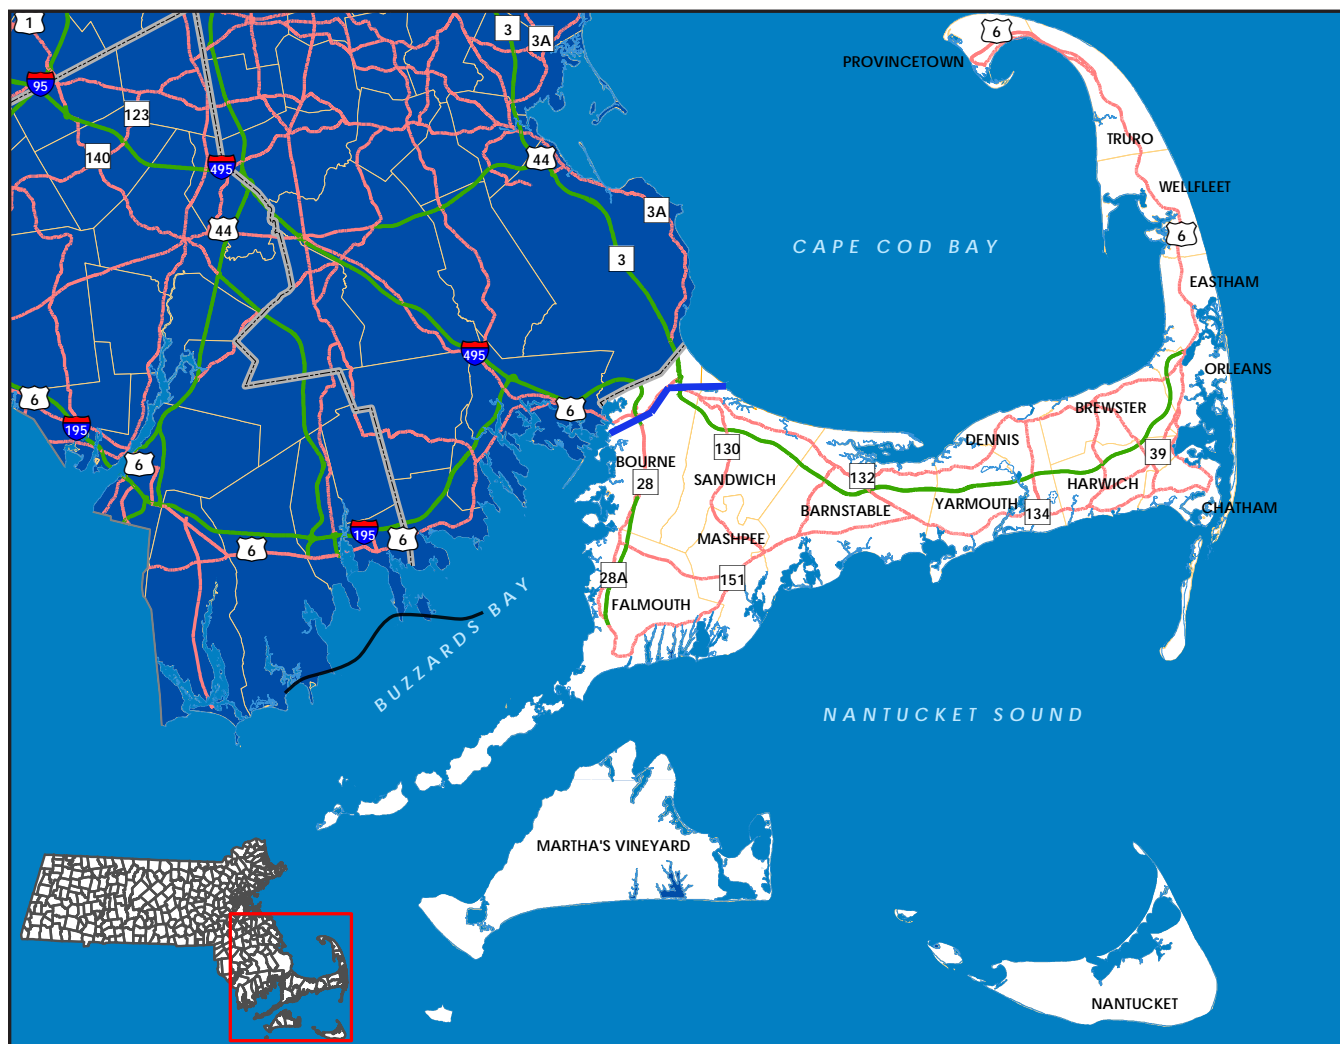 1
3
3A
6
PROVINCETOWN
95
123
TRURO
140
495
44
WELLFLEET
3A
44
6
CAPE COD BAY
3
EASTHAM
495
ORLEANS
6
6
BREWSTER
195
DENNIS
130
39
6
BOURNE
28
SANDWICH
132
HARWICH
YARMOUTH
134
BARNSTABLE
CHATHAM
195
6
6
MASHPEE
28A
151
FALMOUTH
BUZZARDS BAY
NANTUCKET SOUND
MARTHA'S VINEYARD
NANTUCKET